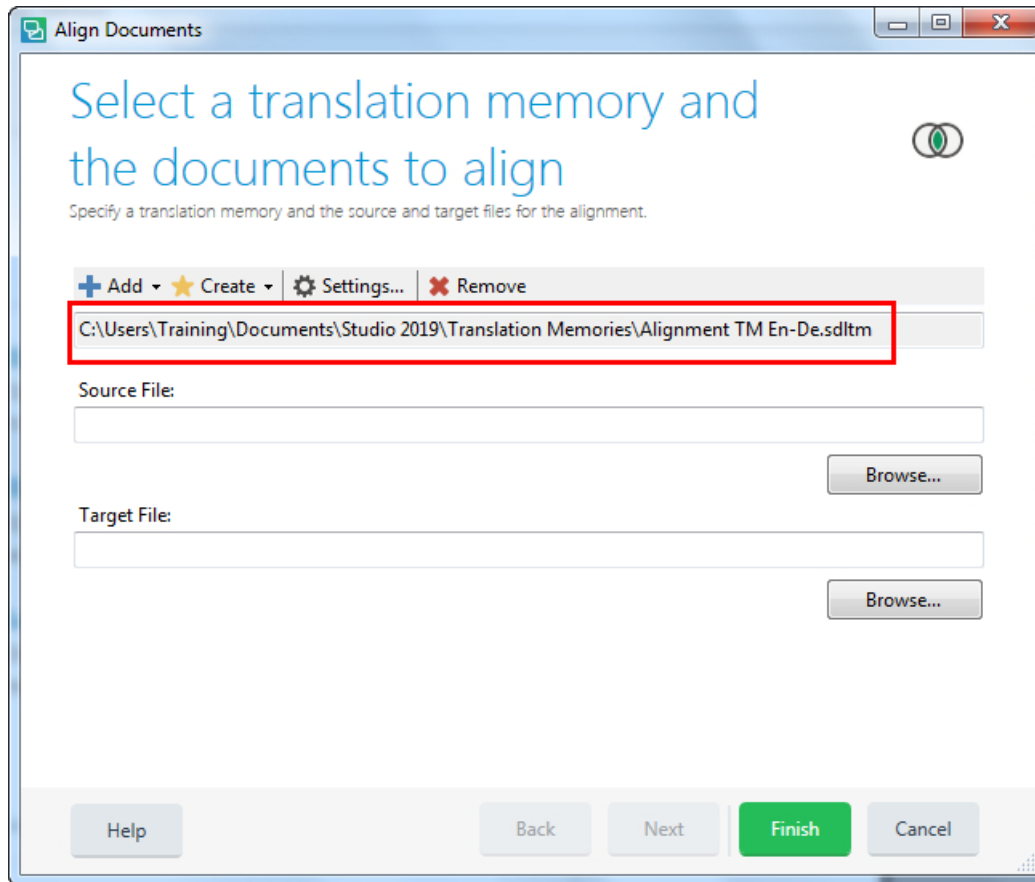 Align Documents
Select a translation memory and
the documents to align
Specify a translation memory and the source and target files for the alignment.
Add Create Settings... Remove
C:\Users\Training\Documents\Studio 2019\Translation Memories\Alignment TM En-De.sdltm
Source File:
Browse...
Target File:
Browse...
Help Back Next Finish Cancel